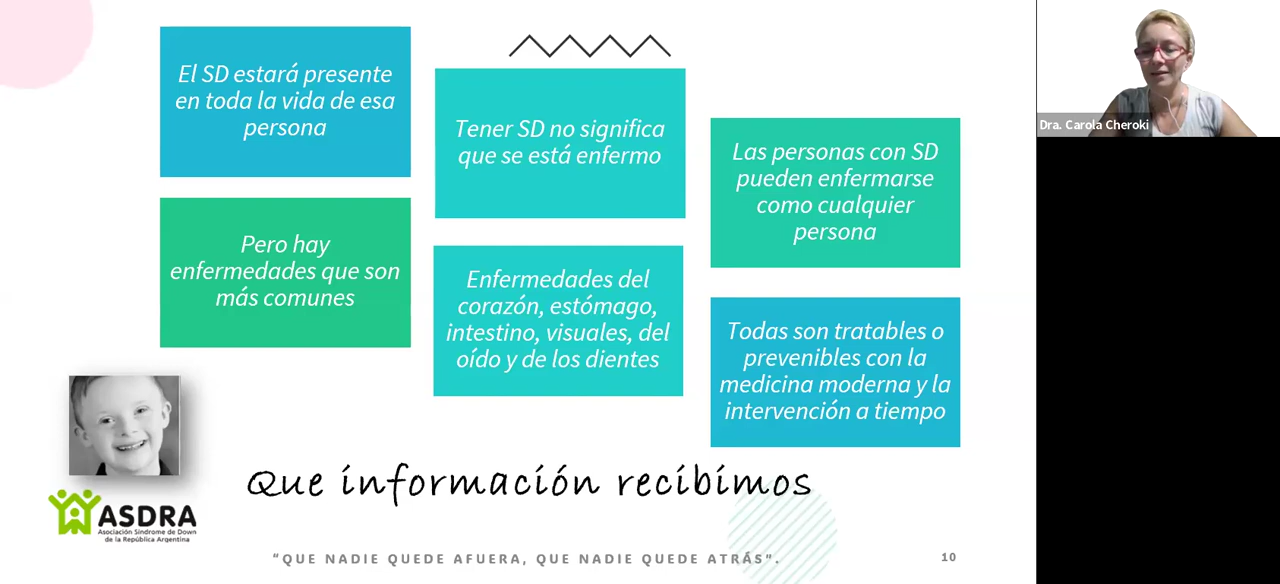 El SD estará presente
en toda la vida de esa
persona
Tener SD no significa
que se está enfermo
Las personas con SD
pueden enfermarse
como cualquier
persona
Pero hay
enfermedades que son
más comunes
Enfermedades del
corazón, estómago,
intestino, visuales, del
oído y de los dientes
Todas son tratables o
prevenibles con la
medicina moderna y la
intervención a tiempo
Que información recibimos
ASDRA
Asociación Síndrome de Down
de la República Argentina
“QUE NADIE QUEDE AFUERA, QUE NADIE QUEDE ATRÁS”.
10
Dra. Carola Cheroki